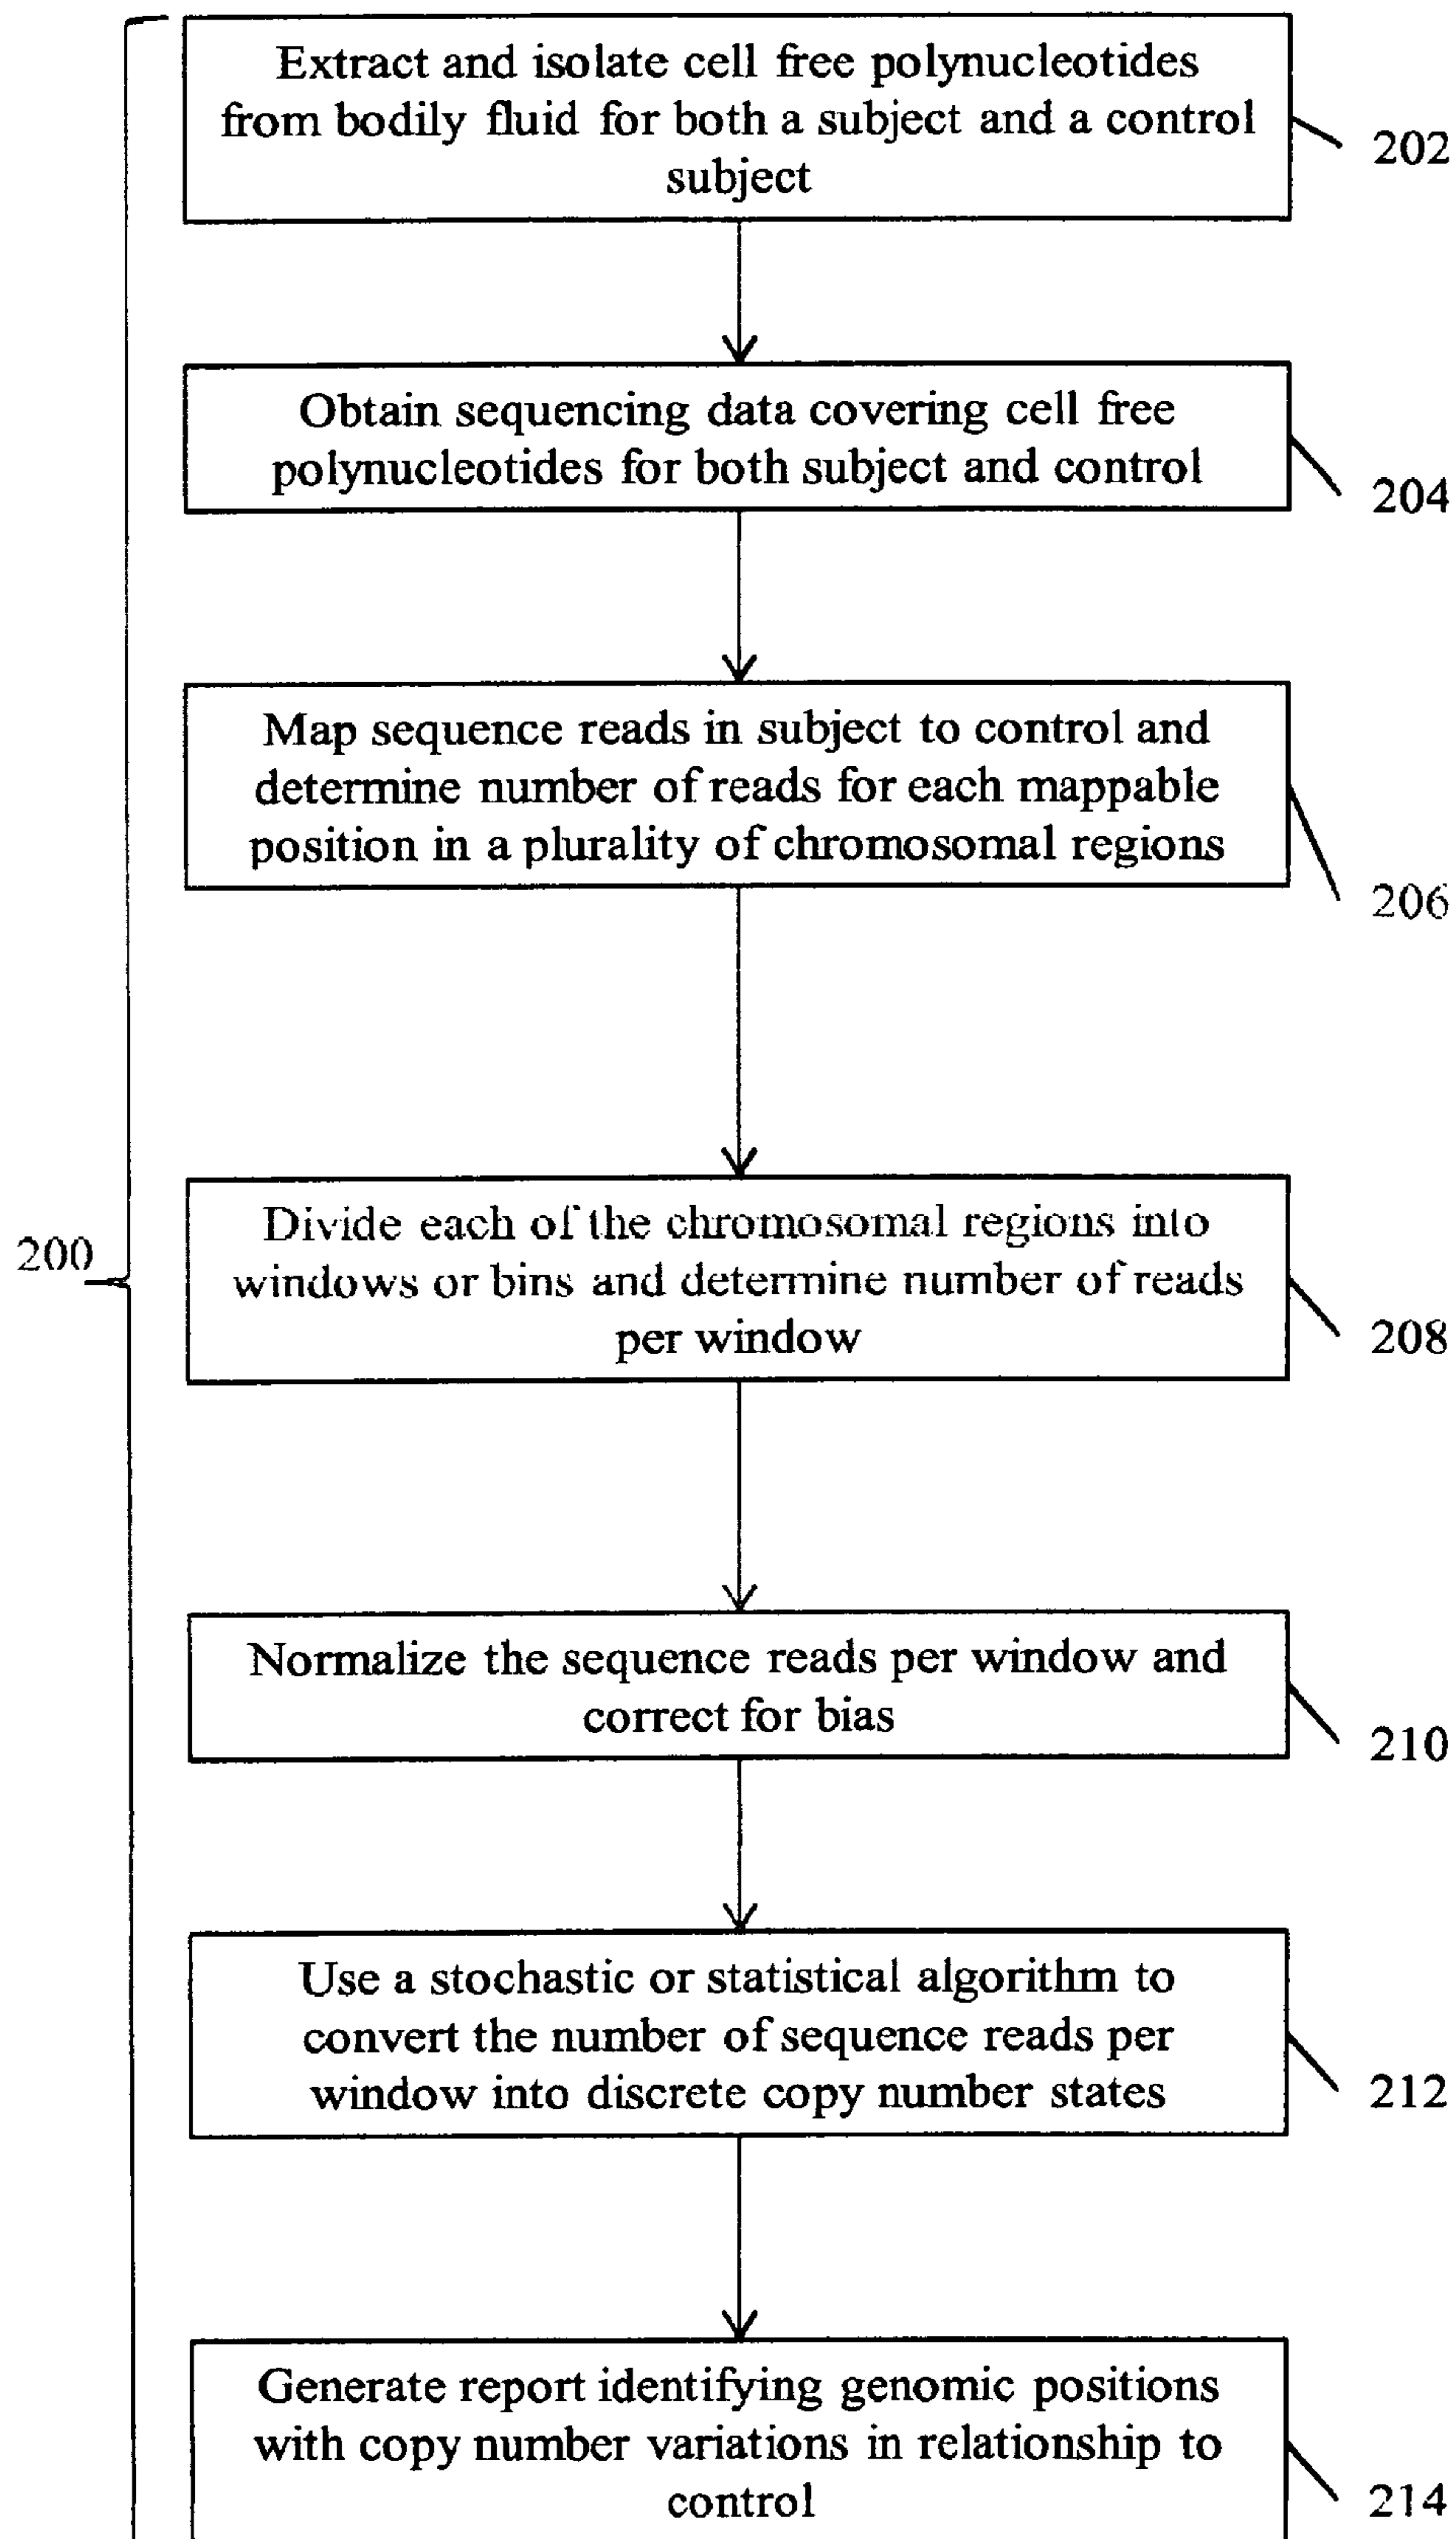 Extract and isolate cell free polynucleotides
from bodily fluid for both a subject and a control
subject
202
Obtain sequencing data covering cell free
polynucleotides for both subject and control
204
Map sequence reads in subject to control and
determine number of reads for each mappable
position in a plurality of chromosomal regions
206
200
Divide each of the chromosomal regions into
windows or bins and determine number of reads
per window
208
Normalize the sequence reads per window and
correct for bias
210
Use a stochastic or statistical algorithm to
convert the number of sequence reads per
window into discrete copy number states
212
Generate report identifying genomic positions
with copy number variations in relationship to
control
214